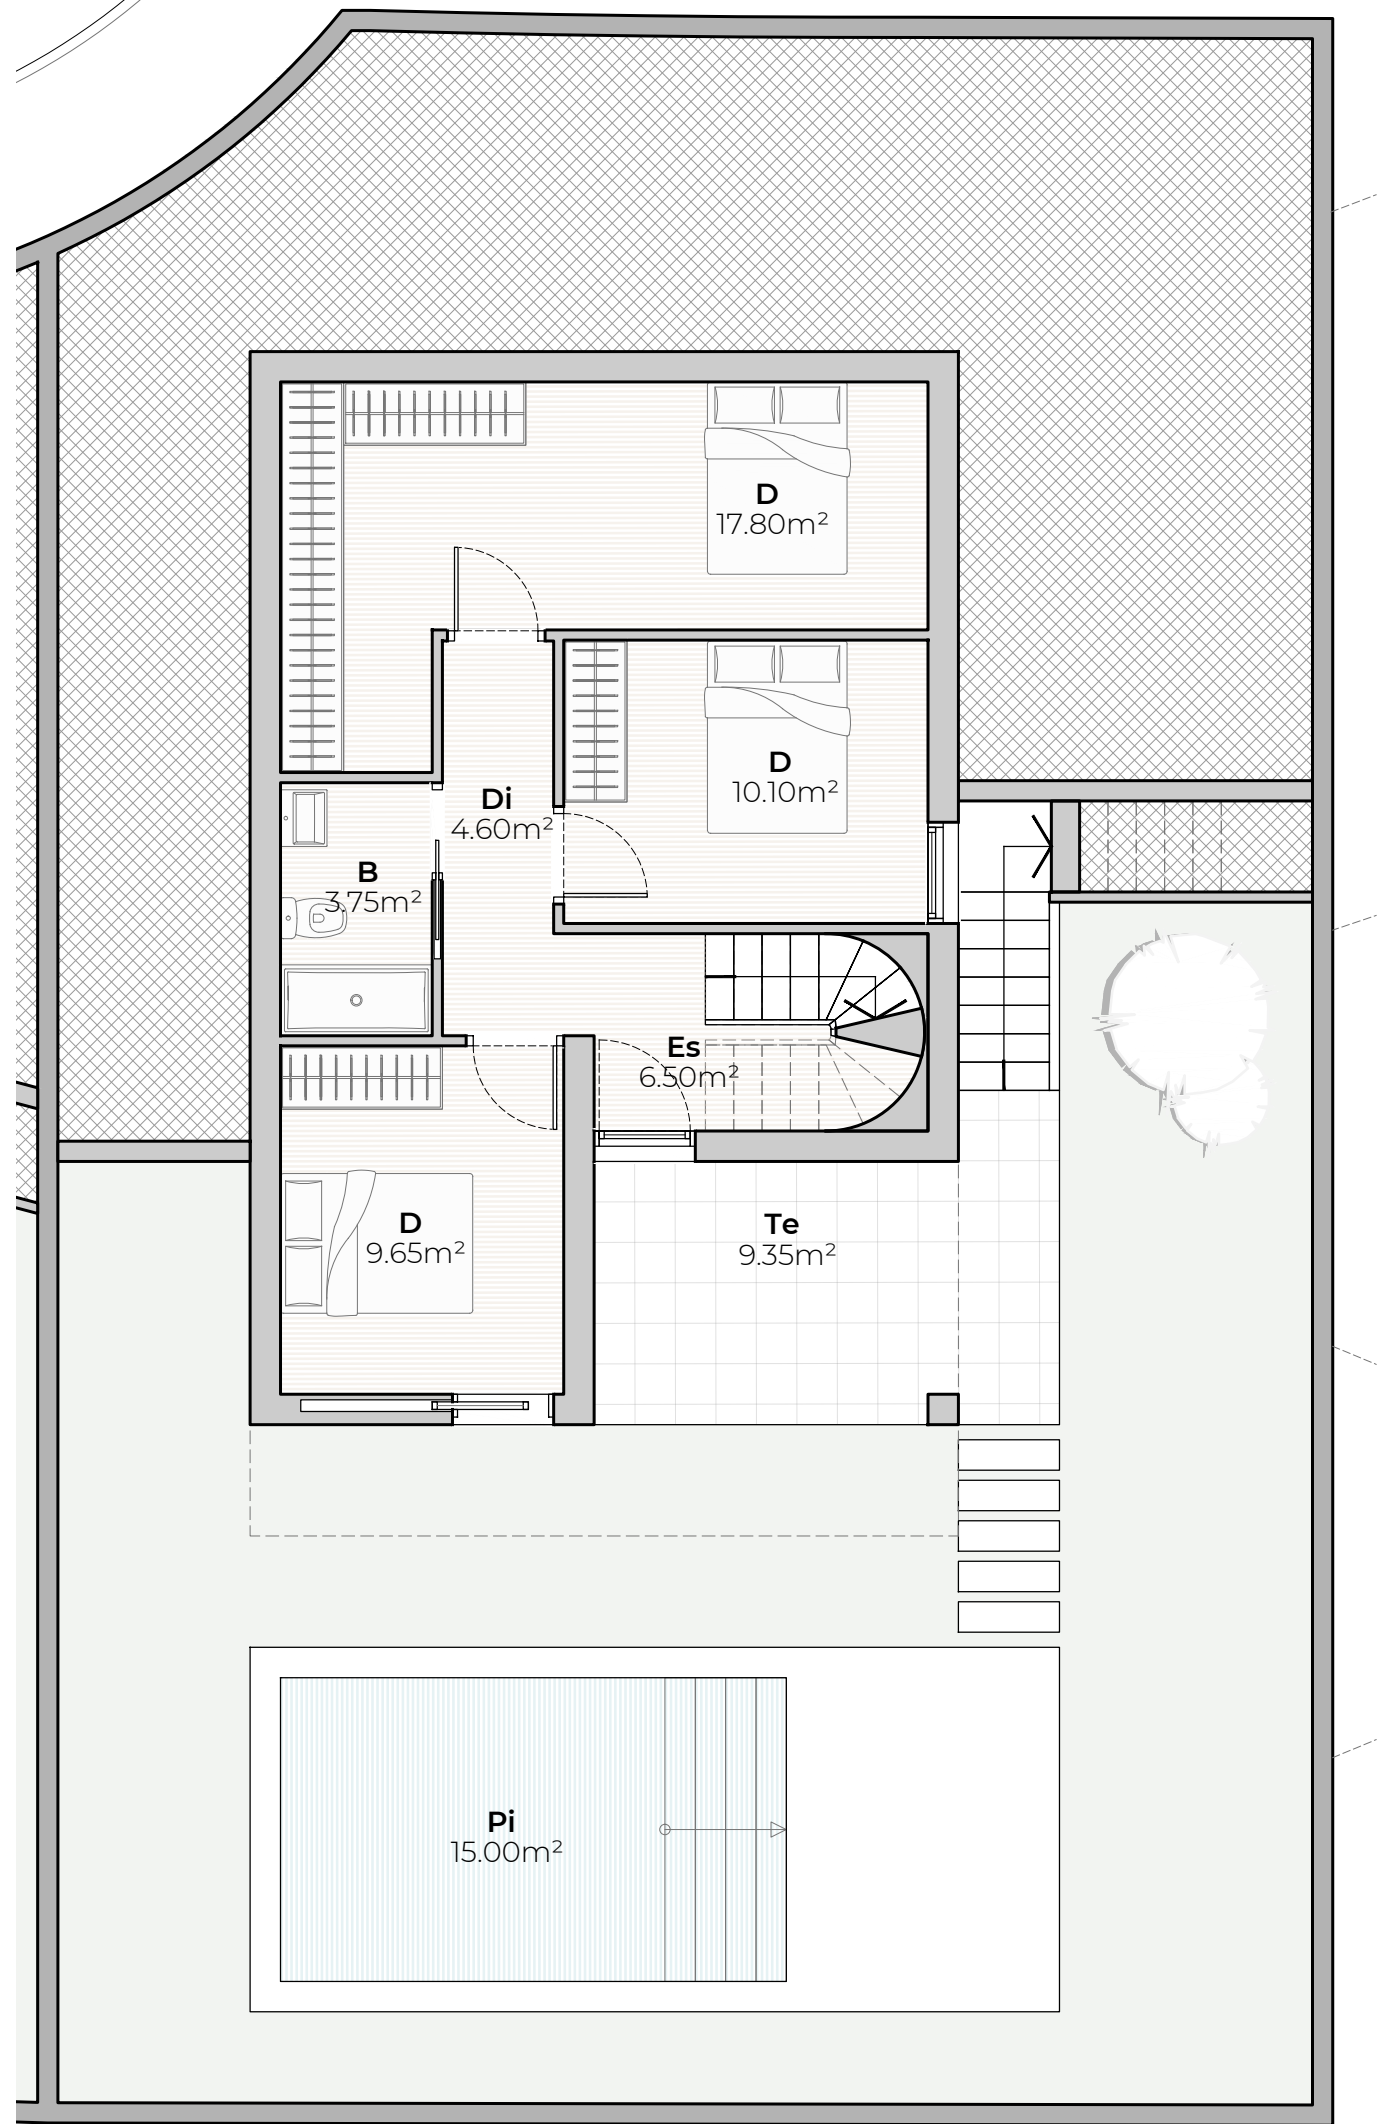 D
17.80m²
D
10.10m²
Di
4.60m²
B
3.75m²
Es
6.50m²
D
9.65m²
Te
9.35m²
Pi
15.00m²